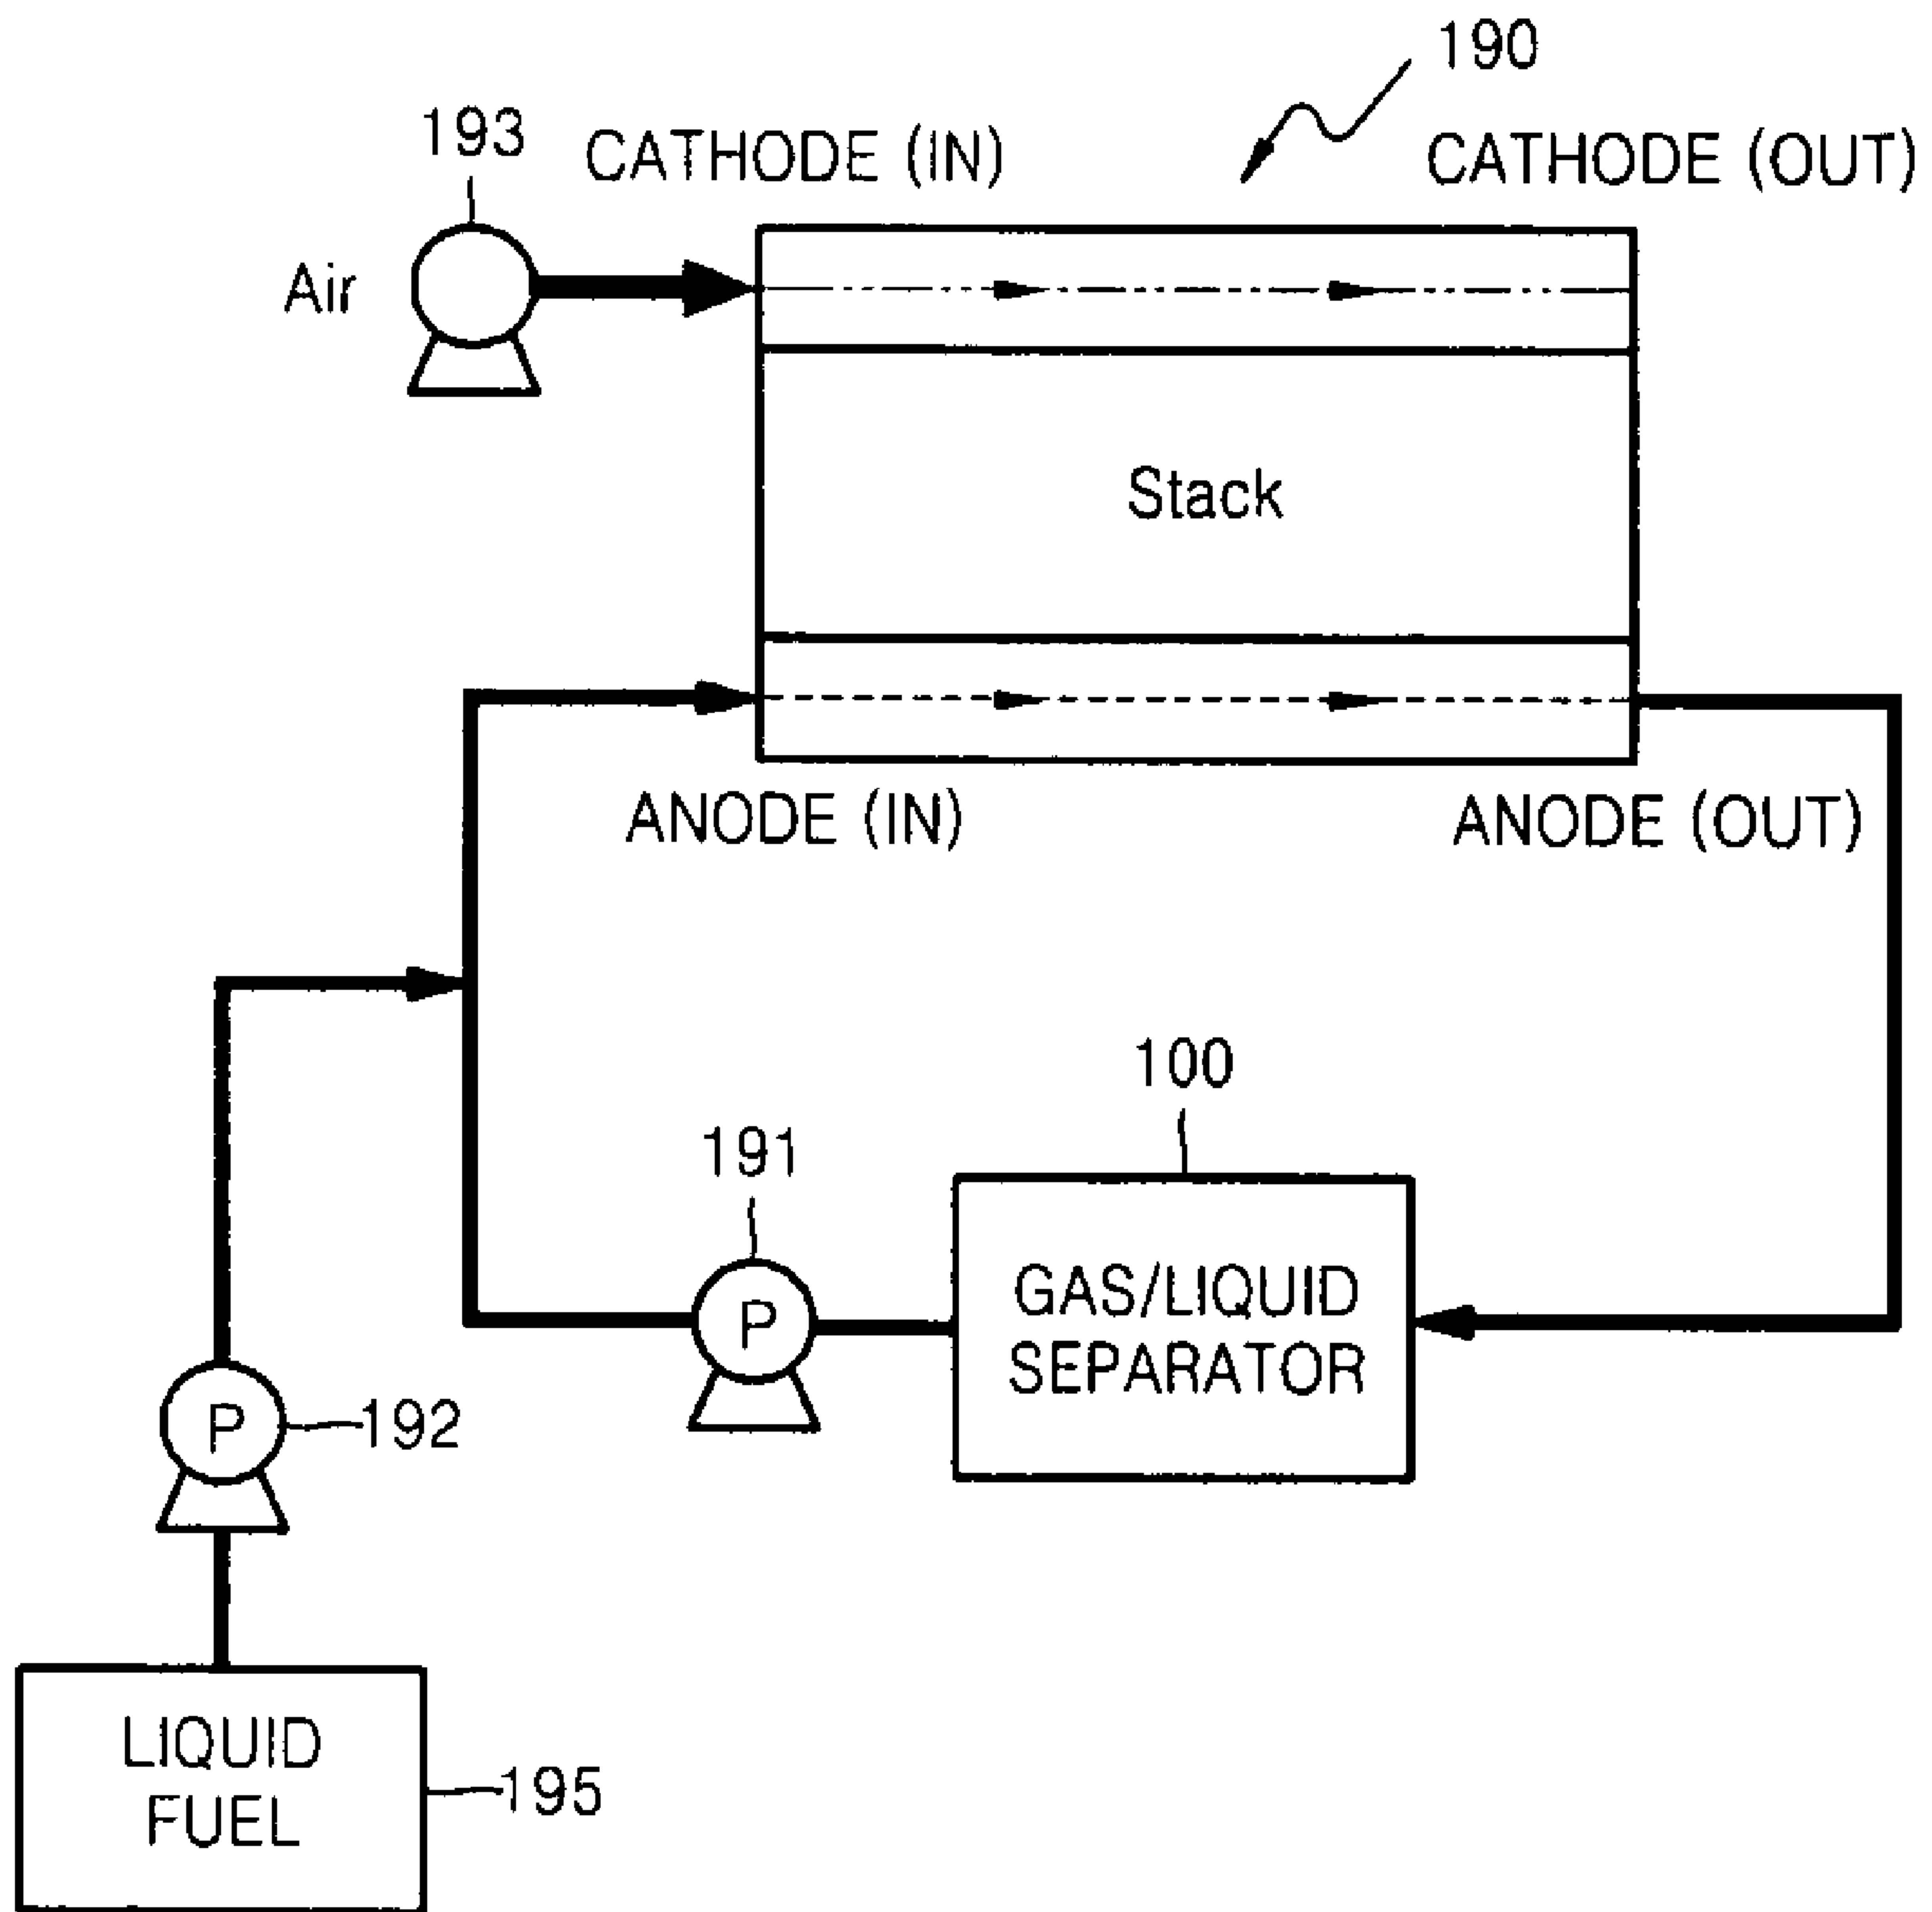 190
193
CATHODE (IN)
CATHODE (OUT)
Air
Stack
ANODE (IN)
ANODE (OUT)
100
191
GAS/LIQUID
SEPARATOR
P
P
192
LIQUID
FUEL
195